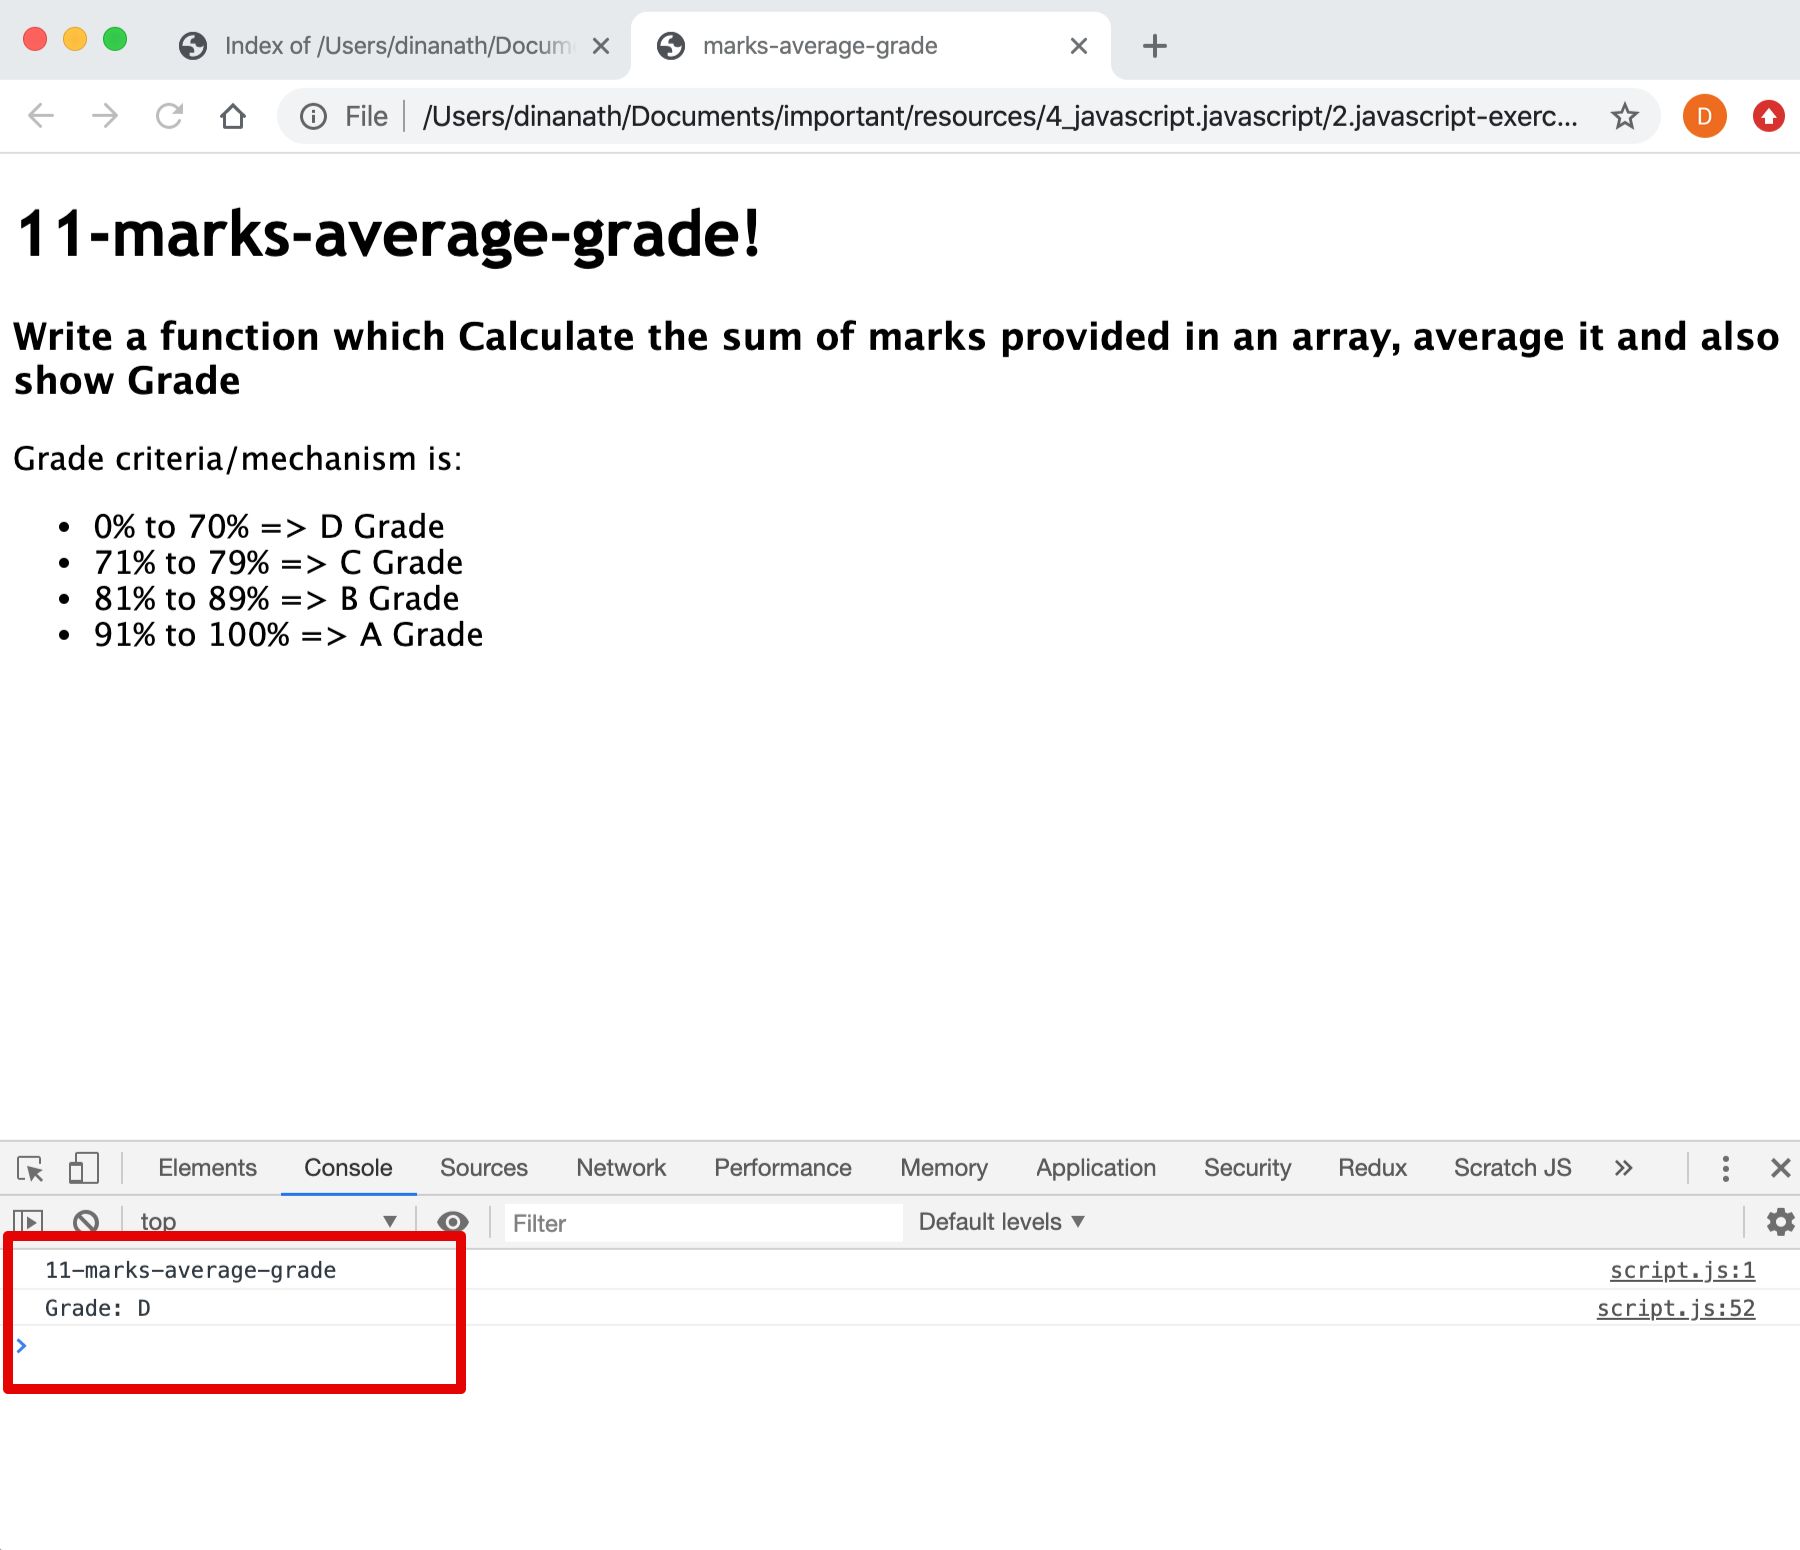 Index of /Users/dinanath/Docum
marks-average-grade
File
/Users/dinanath/Documents/important/resources/4_javascript.javascript/2.javascript-exerc...
D
11-marks-average-grade!
Write a function which Calculate the sum of marks provided in an array, average it and also
show Grade
Grade criteria/mechanism is:
• 0% to 70% => D Grade
• 71% to 79% => C Grade
• 81% to 89% => B Grade
• 91% to 100% => A Grade
Elements Console Sources Network Performance Memory Application Security Redux Scratch JS »
top ▼ Filter Default levels ▼
11-marks-average-grade script.js:1
Grade: D script.js:52
>